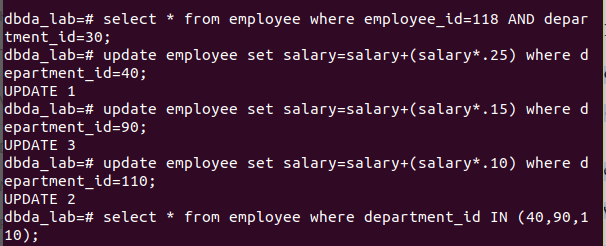 dbda_lab=# select * from employee where employee_id=118 AND depar
tment_id=30;
dbda_lab=# update employee set salary=salary+(salary*.25) where d
epartment_id=40;
UPDATE 1
dbda_lab=# update employee set salary=salary+(salary*.15) where d
epartment_id=90;
UPDATE 3
dbda_lab=# update employee set salary=salary+(salary*.10) where d
epartment_id=110;
UPDATE 2
dbda_lab=# select * from employee where department_id IN (40,90,1
10);